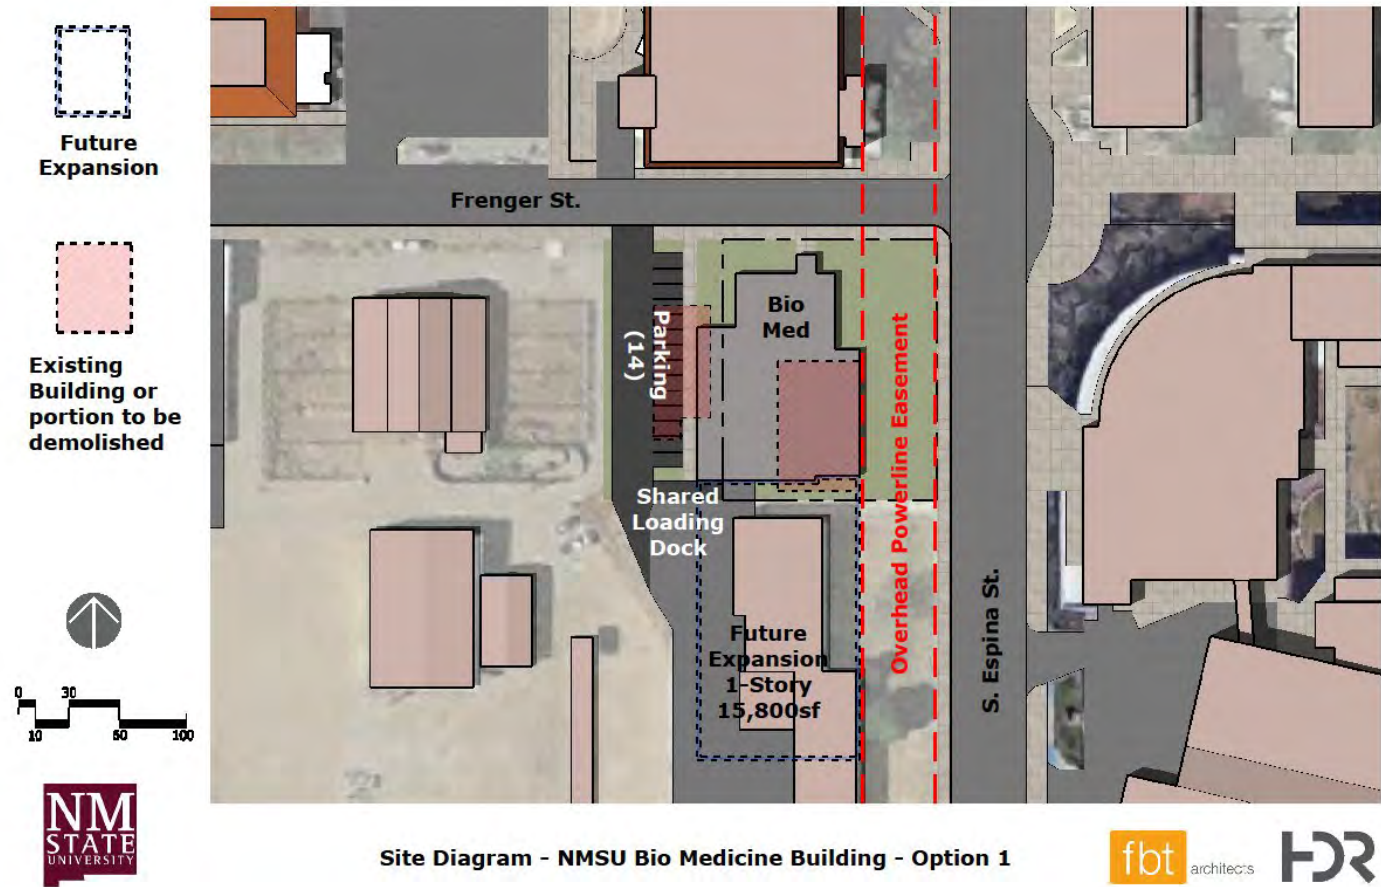 Future
Expansion
Existing
Building or
portion to be
demolished
0 30
10 50 100
NM
STATE
UNIVERSITY
Frenger St.
Bio
Med
Parking
(14)
Overhead Powerline Easement
Shared
Loading
Dock
Future
Expansion
1-Story
15,800sf
S. Espina St.
Site Diagram - NMSU Bio Medicine Building - Option 1
fbt architects
HDR